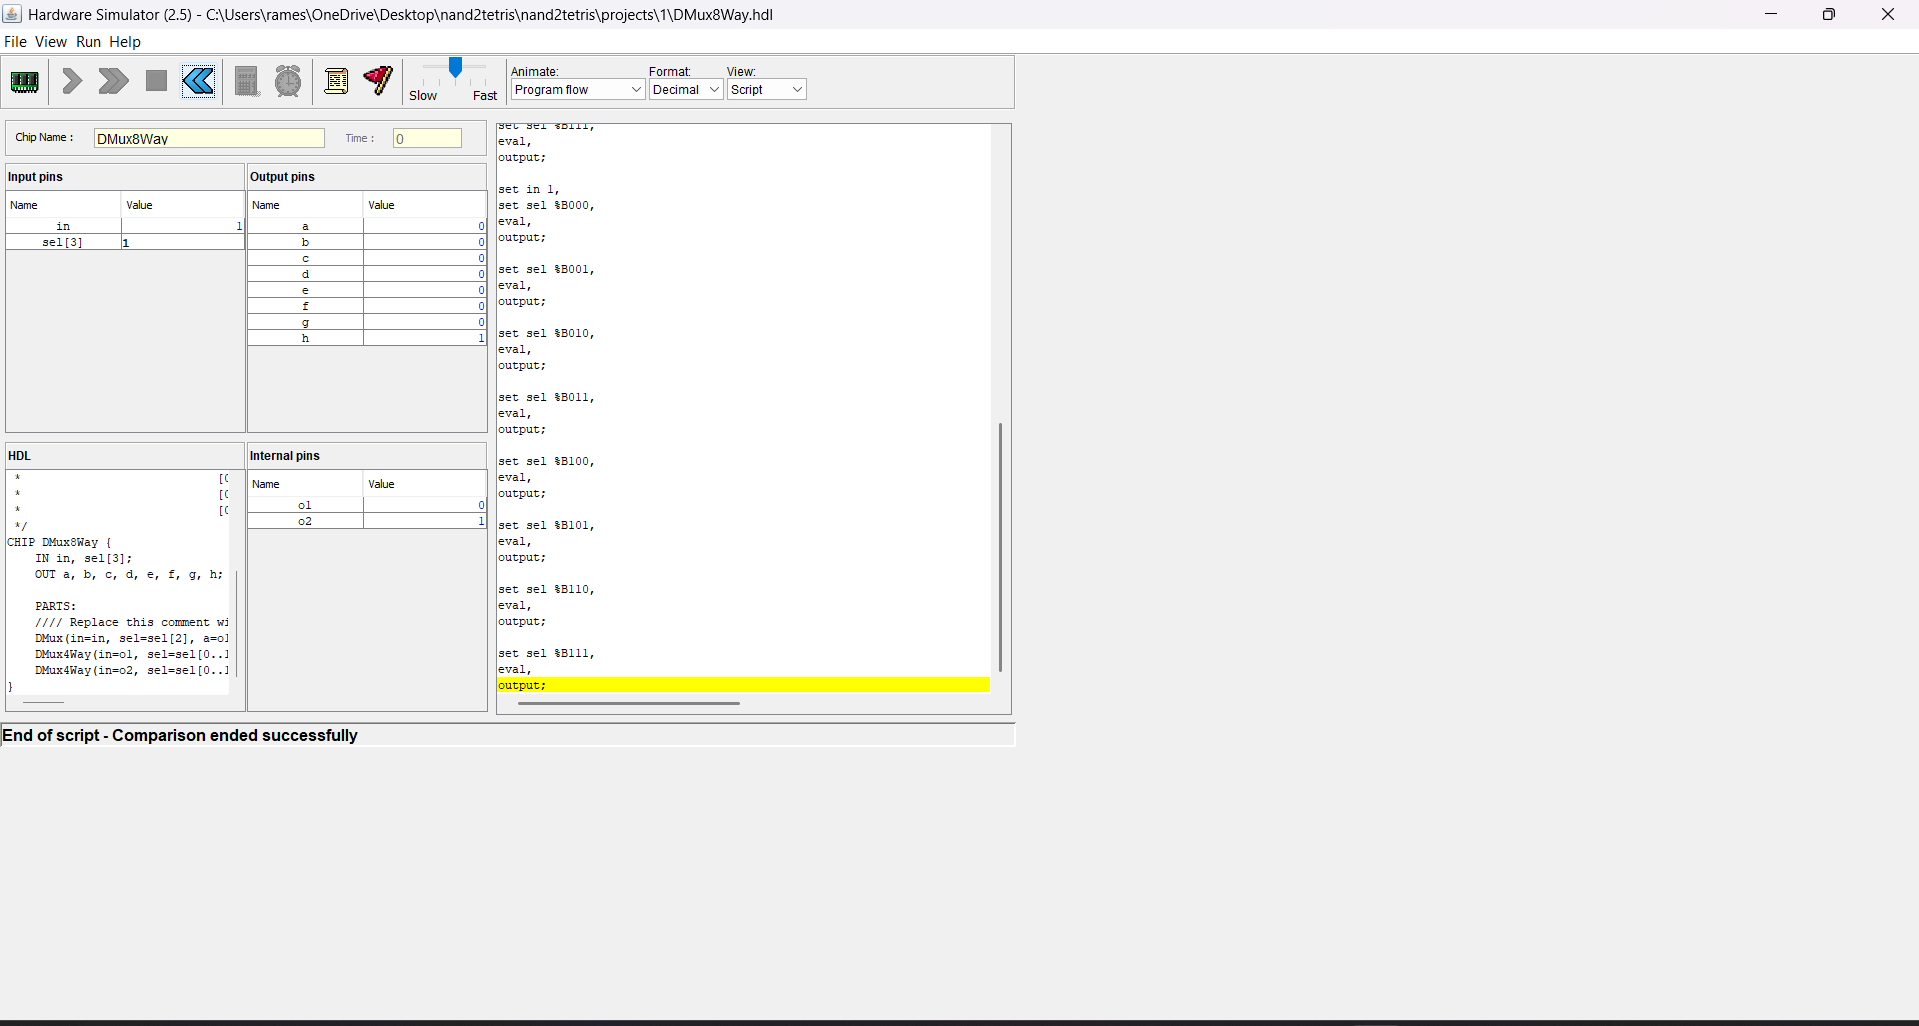 Hardware Simulator (2.5) - C:\Users\rames\OneDrive\Desktop\nand2tetris\nand2tetris\projects\1\DMux8Way.hdl
File View Run Help
Slow Fast
Animate: Format: View:
Program flow Decimal Script
Chip Name : DMux8Way Time : 0
Input pins
Name Value
in 1
sel[3] 1
Output pins
Name Value
a 0
b 0
c 0
d 0
e 0
f 0
g 0
h 1
HDL
* [0
* [0
* [0
*/
CHIP DMux8Way {
IN in, sel[3];
OUT a, b, c, d, e, f, g, h;
PARTS:
//// Replace this comment wi
DMux(in=in, sel=sel[2], a=o1
DMux4Way(in=o1, sel=sel[0..1
DMux4Way(in=o2, sel=sel[0..1
}
Internal pins
Name Value
o1 0
o2 1
set sel %B111,
eval,
output;
set in 1,
set sel %B000,
eval,
output;
set sel %B001,
eval,
output;
set sel %B010,
eval,
output;
set sel %B011,
eval,
output;
set sel %B100,
eval,
output;
set sel %B101,
eval,
output;
set sel %B110,
eval,
output;
set sel %B111,
eval,
output;
End of script - Comparison ended successfully